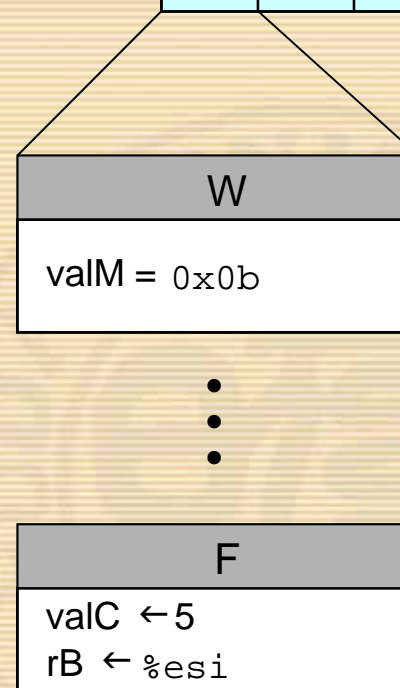 W
valM = 0x0b
•
•
•
F
valC ←5
rB ← %esi